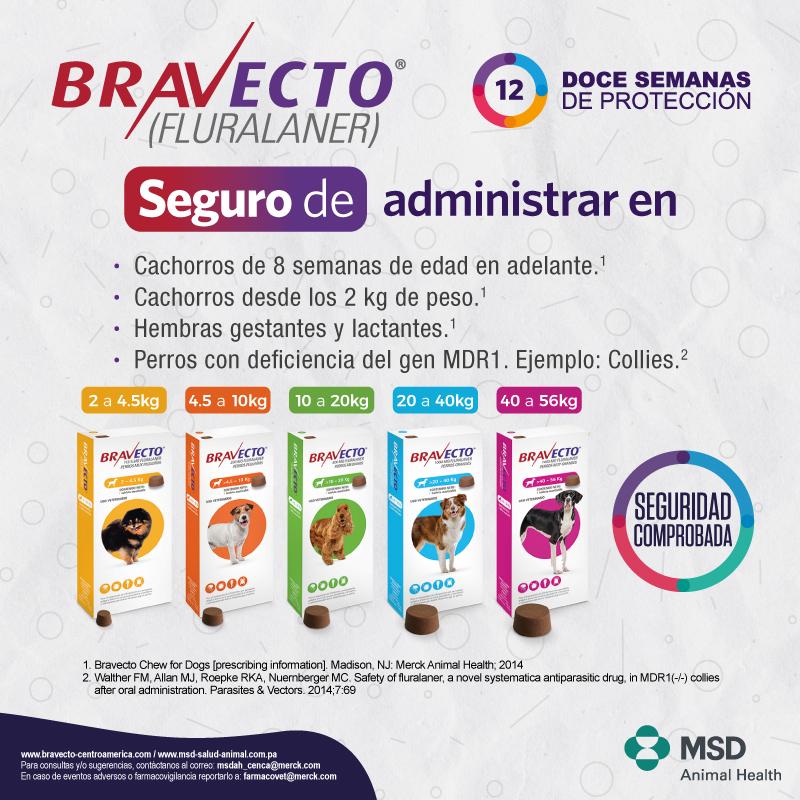 BRAVECTO®
(FLURALANER)
12
DOCE SEMANAS
DE PROTECCIÓN
Seguro de administrar en
• Cachorros de 8 semanas de edad en adelante.¹
• Cachorros desde los 2 kg de peso.¹
• Hembras gestantes y lactantes.¹
• Perros con deficiencia del gen MDR1. Ejemplo: Collies.²
2 a 4.5kg
4.5 a 10kg
10 a 20kg
20 a 40kg
40 a 56kg
BRAVECTO
BRAVECTO
BRAVECTO
BRAVECTO
BRAVECTO
BRAVECTO
BRAVECTO
BRAVECTO
BRAVECTO
BRAVECTO
SEGURIDAD
COMPROBADA
1. Bravecto Chew for Dogs [prescribing information]. Madison, NJ: Merck Animal Health; 2014
2. Walther FM, Allan MJ, Roepke RKA, Nuernberger MC. Safety of fluralaner, a novel systematica antiparasitic drug, in MDR1(-/-) collies
after oral administration. Parasites & Vectors. 2014;7:69
www.bravecto-centroamerica.com / www.msd-salud-animal.com.pa
Para consultas y/o sugerencias, contáctanos al correo: msdah_cenca@merck.com
En caso de eventos adversos o farmacovigilancia reportarlo a: farmacovet@merck.com
MSD
Animal Health